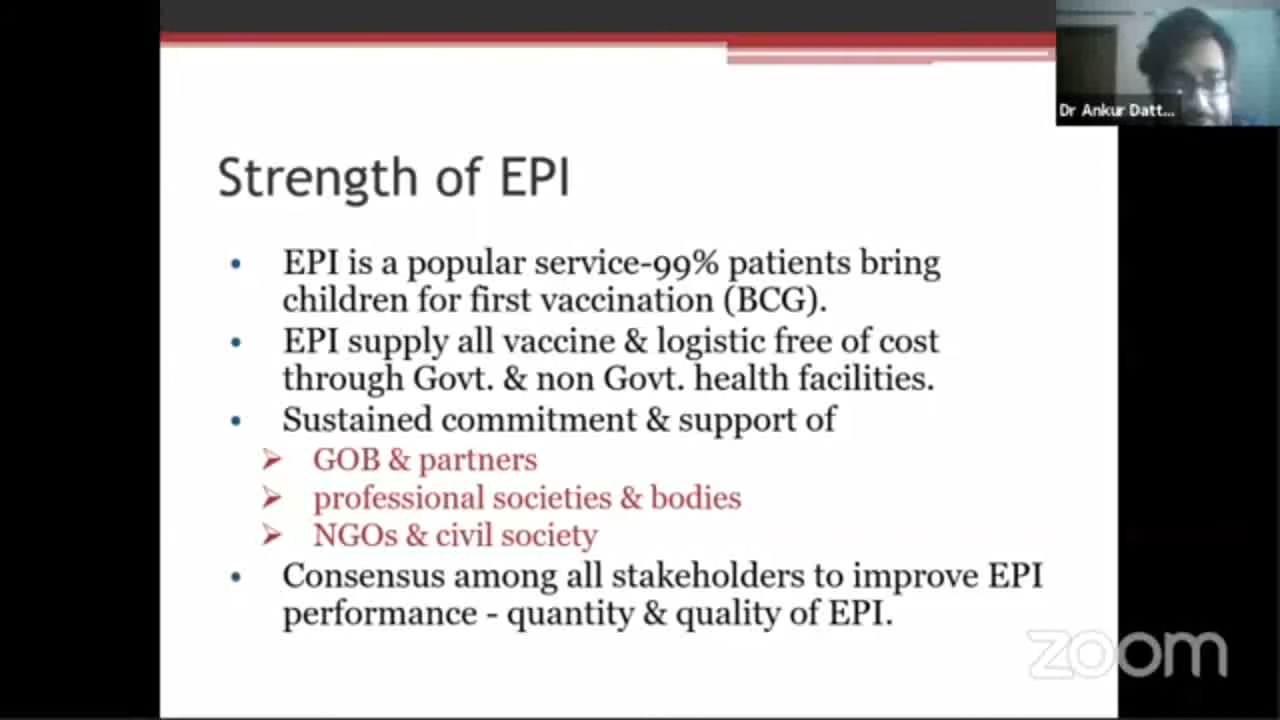 Dr Ankur Datt...
Strength of EPI
• EPI is a popular service-99% patients bring
children for first vaccination (BCG).
• EPI supply all vaccine & logistic free of cost
through Govt. & non Govt. health facilities.
• Sustained commitment & support of
➢ GOB & partners
➢ professional societies & bodies
➢ NGOs & civil society
• Consensus among all stakeholders to improve EPI
performance - quantity & quality of EPI.
zoom